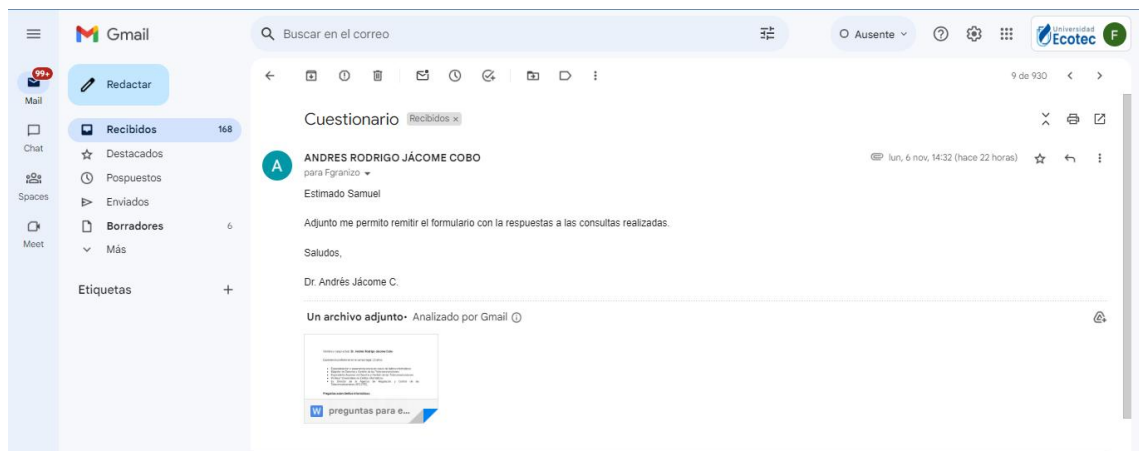 Gmail
Buscar en el correo
Ausente
Universidad
Ecotec
F
99+
Mail
Chat
Spaces
Meet
Redactar
Recibidos 168
Destacados
Pospuestos
Enviados
Borradores 6
Más
Etiquetas
9 de 930
Cuestionario Recibidos x
A
ANDRES RODRIGO JÁCOME COBO
lun, 6 nov, 14:32 (hace 22 horas)
para Fgranizo
Estimado Samuel
Adjunto me permito remitir el formulario con la respuestas a las consultas realizadas.
Saludos,
Dr. Andrés Jácome C.
Un archivo adjunto • Analizado por Gmail
W preguntas para e...